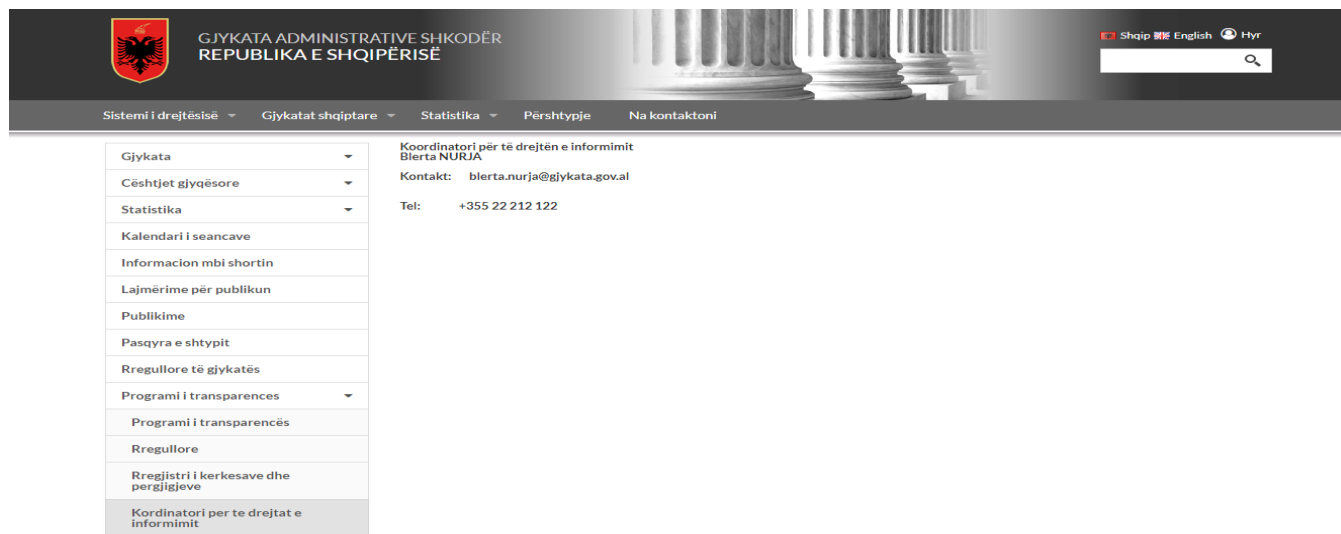 GJYKATA ADMINISTRATIVE SHKODËR
REPUBLIKA E SHQIPËRISË
Shqip English Hyr
Sistemi i drejtësisë Gjykatat shqiptare Statistika Përshtypje Na kontaktoni
Gjykata
Cështjet gjyqësore
Statistika
Kalendari i seancave
Informacion mbi shortin
Lajmërime për publikun
Publikime
Pasqyra e shtypit
Rregullore të gjykatës
Programi i transparences
Programi i transparencës
Rregullore
Rregjistri i kerkesave dhe
pergjigjeve
Kordinatori per te drejtat e
informimit
Koordinatori për të drejtën e informimit
Blerta NURJA
Kontakt: blerta.nurja@gjykata.gov.al
Tel: +355 22 212 122